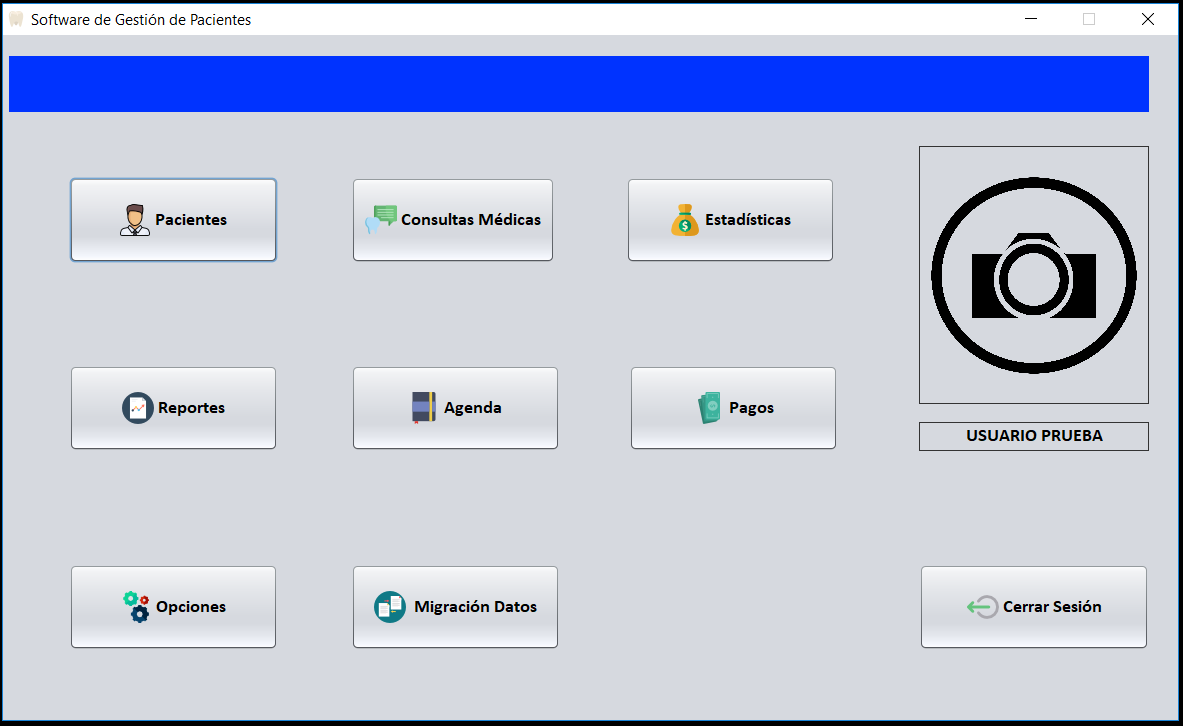 Software de Gestión de Pacientes
Pacientes
Consultas Médicas
Estadísticas
Reportes
Agenda
Pagos
USUARIO PRUEBA
Opciones
Migración Datos
Cerrar Sesión